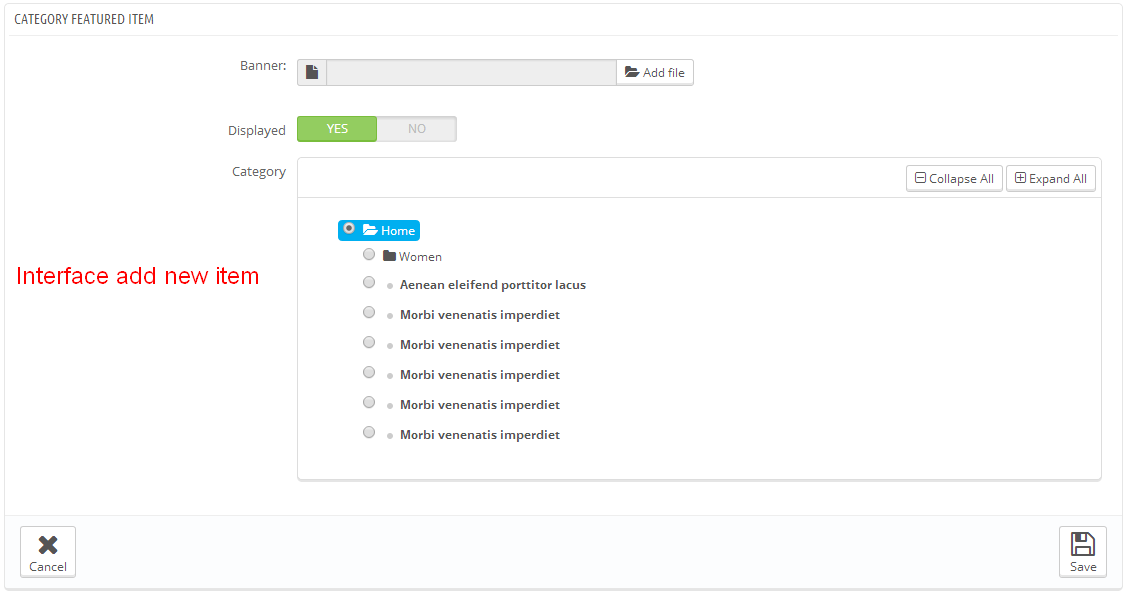 CATEGORY FEATURED ITEM
Banner:
Add file
Displayed
YES NO
Category
Collapse All Expand All
Home
Women
Interface add new item
Aenean eleifend porttitor lacus
Morbi venenatis imperdiet
Morbi venenatis imperdiet
Morbi venenatis imperdiet
Morbi venenatis imperdiet
Morbi venenatis imperdiet
Cancel
Save